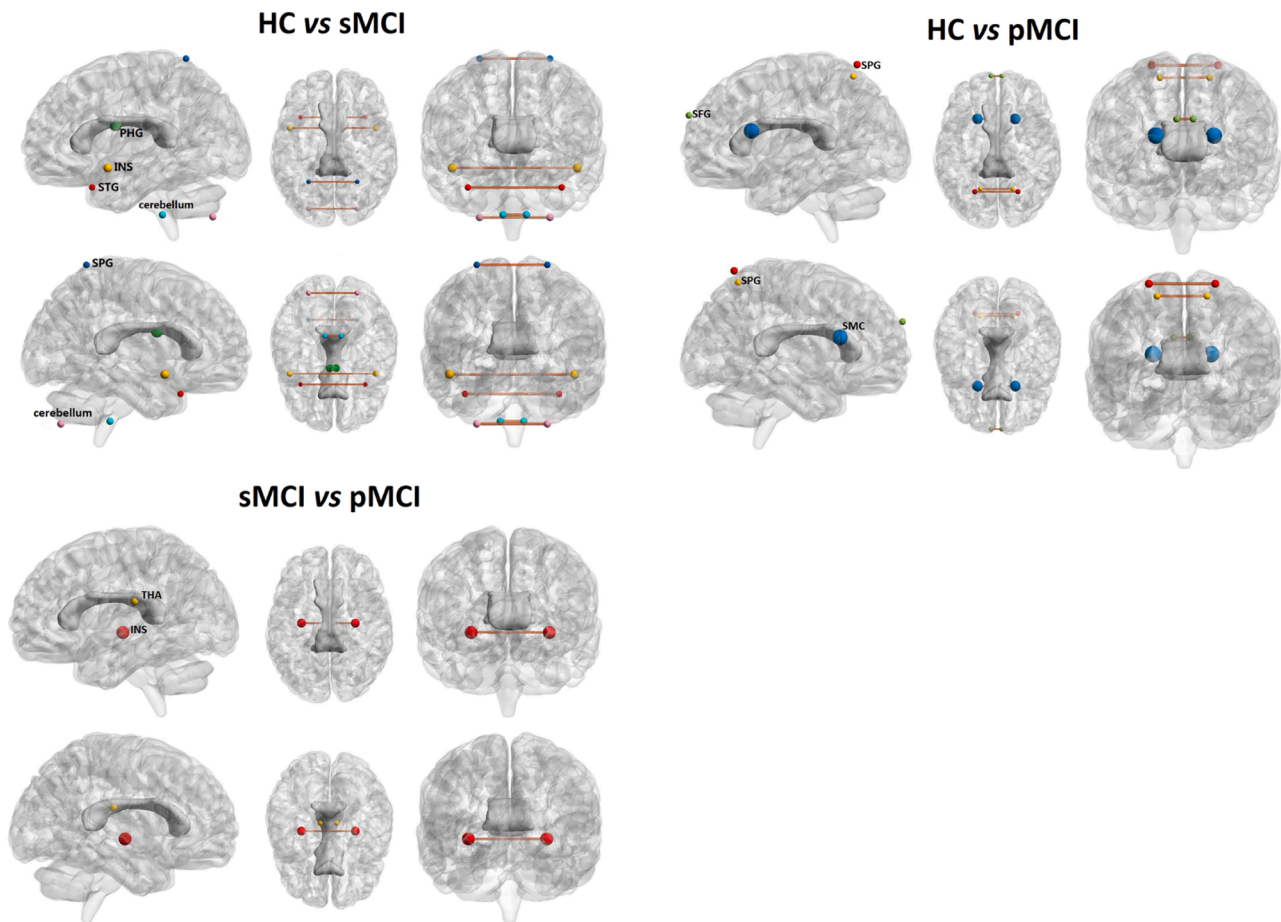 HC vs sMCI
PHG
INS
STG
cerebellum
SPG
cerebellum
HC vs pMCI
SPG
SFG
SPG
SMC
sMCI vs pMCI
THA
INS